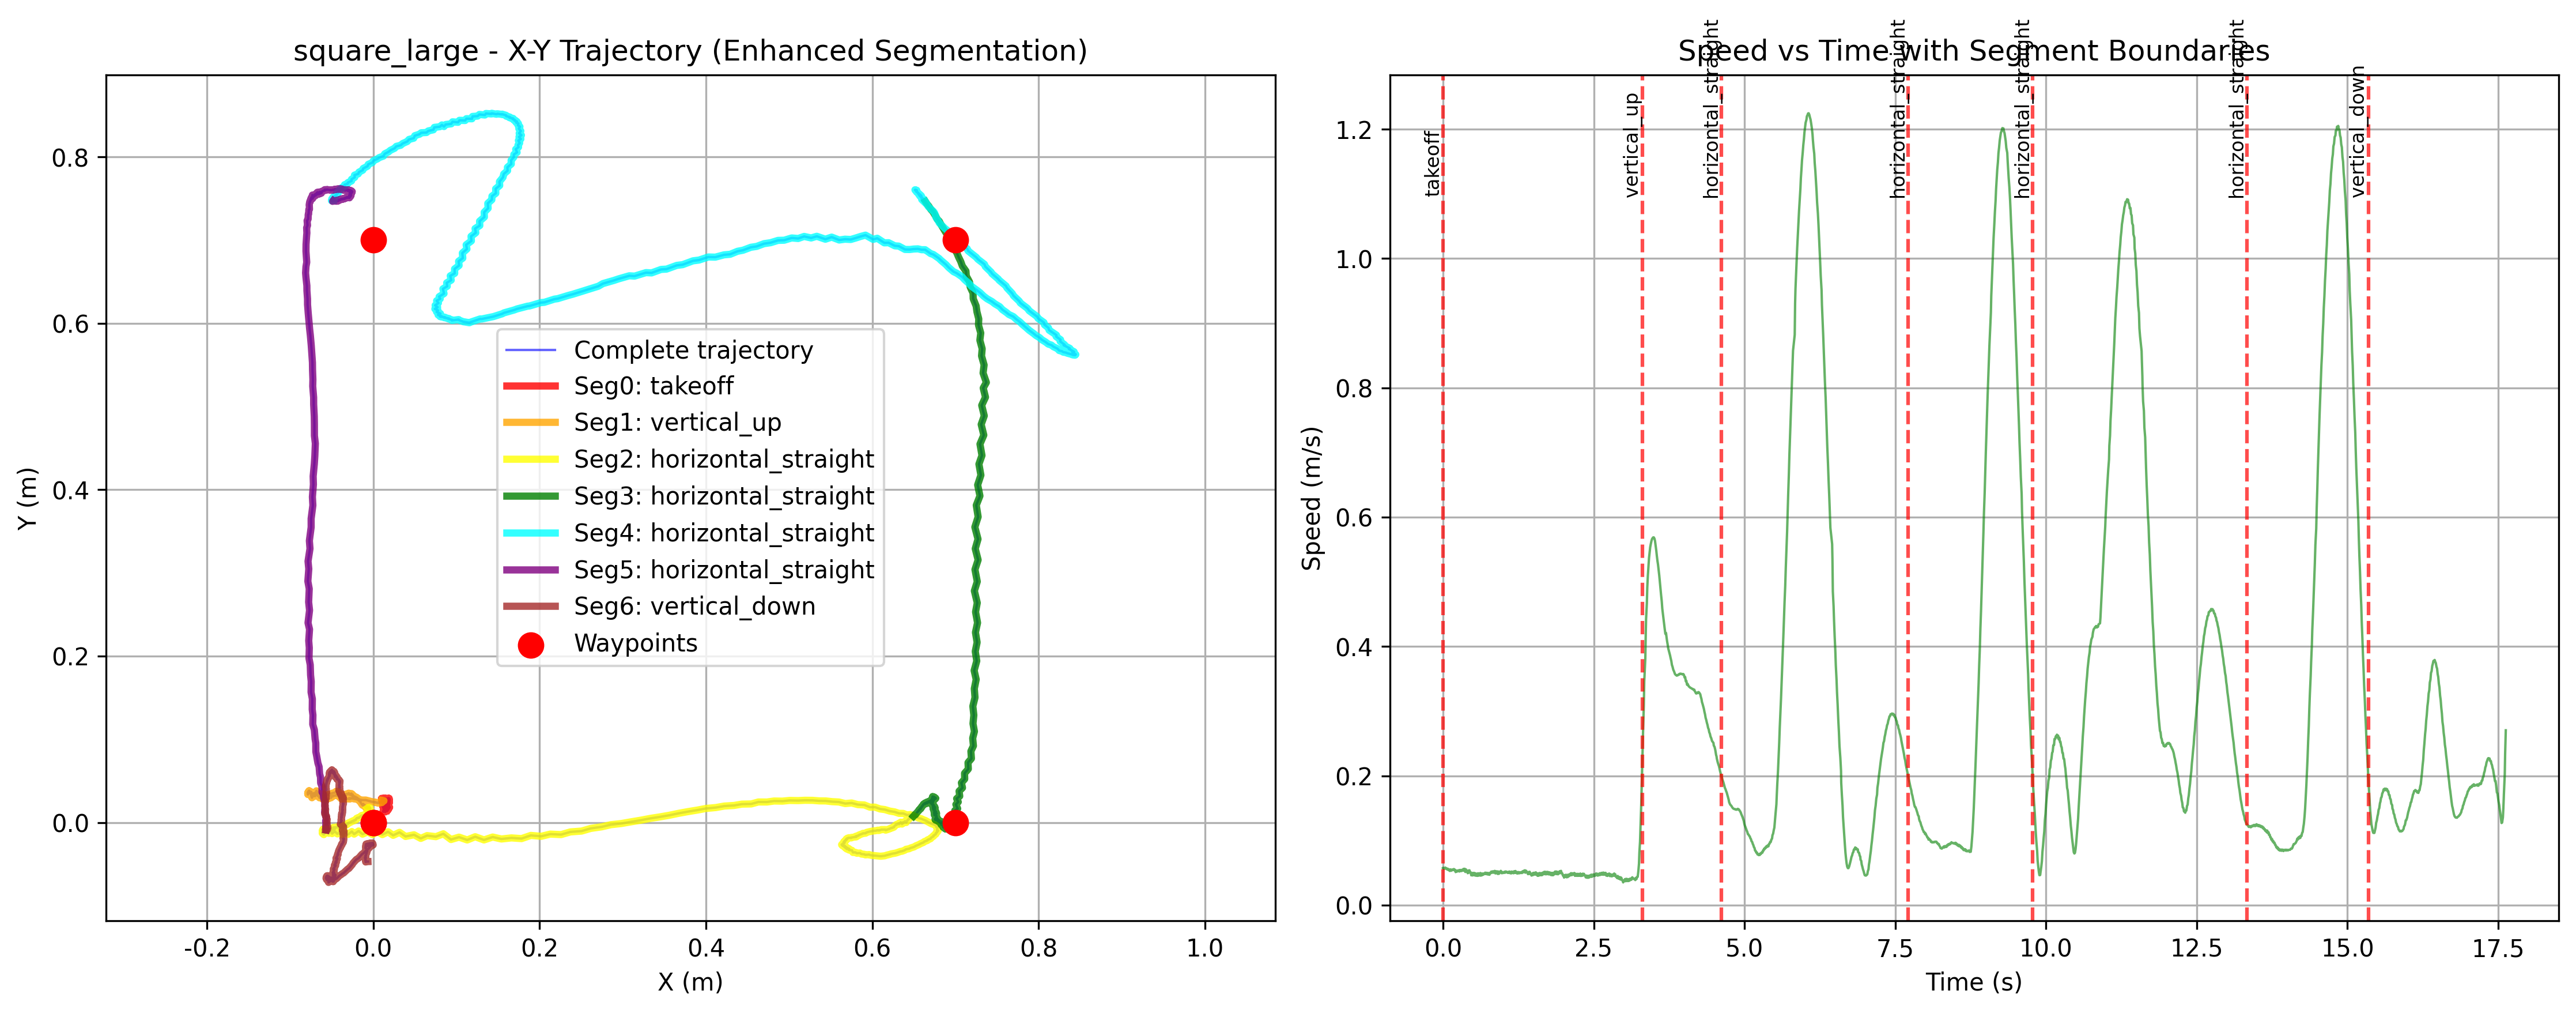 square_large - X-Y Trajectory (Enhanced Segmentation)
0.8
0.6
0.4
0.2
0.0
Y (m)
-0.2
0.0
0.2
0.4
0.6
0.8
1.0
X (m)
Complete trajectory
Seg0: takeoff
Seg1: vertical_up
Seg2: horizontal_straight
Seg3: horizontal_straight
Seg4: horizontal_straight
Seg5: horizontal_straight
Seg6: vertical_down
Waypoints
Speed vs Time with Segment Boundaries
takeoff
vertical_up
horizontal_straight
horizontal_straight
horizontal_straight
horizontal_straight
vertical_down
1.2
1.0
0.8
0.6
0.4
0.2
0.0
Speed (m/s)
0.0
2.5
5.0
7.5
10.0
12.5
15.0
17.5
Time (s)